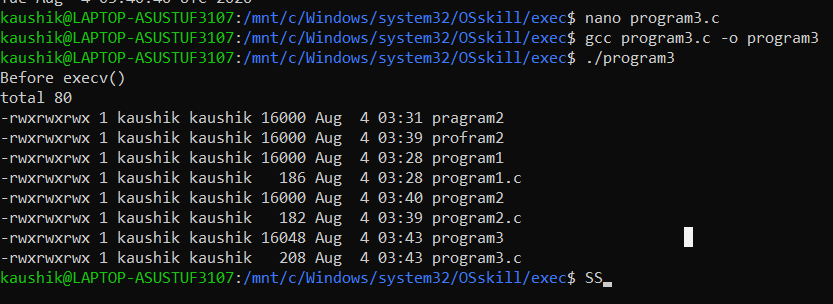 kaushik@LAPTOP-ASUSTUF3107:/mnt/c/Windows/system32/OSskill/exec$ nano program3.c
kaushik@LAPTOP-ASUSTUF3107:/mnt/c/Windows/system32/OSskill/exec$ gcc program3.c -o program3
kaushik@LAPTOP-ASUSTUF3107:/mnt/c/Windows/system32/OSskill/exec$ ./program3
Before execv()
total 80
-rwxrwxrwx 1 kaushik kaushik 16000 Aug  4 03:31 pragram2
-rwxrwxrwx 1 kaushik kaushik 16000 Aug  4 03:39 profram2
-rwxrwxrwx 1 kaushik kaushik 16000 Aug  4 03:28 program1
-rwxrwxrwx 1 kaushik kaushik   186 Aug  4 03:28 program1.c
-rwxrwxrwx 1 kaushik kaushik 16000 Aug  4 03:40 program2
-rwxrwxrwx 1 kaushik kaushik   182 Aug  4 03:39 program2.c
-rwxrwxrwx 1 kaushik kaushik 16048 Aug  4 03:43 program3
-rwxrwxrwx 1 kaushik kaushik   208 Aug  4 03:43 program3.c
kaushik@LAPTOP-ASUSTUF3107:/mnt/c/Windows/system32/OSskill/exec$ SS